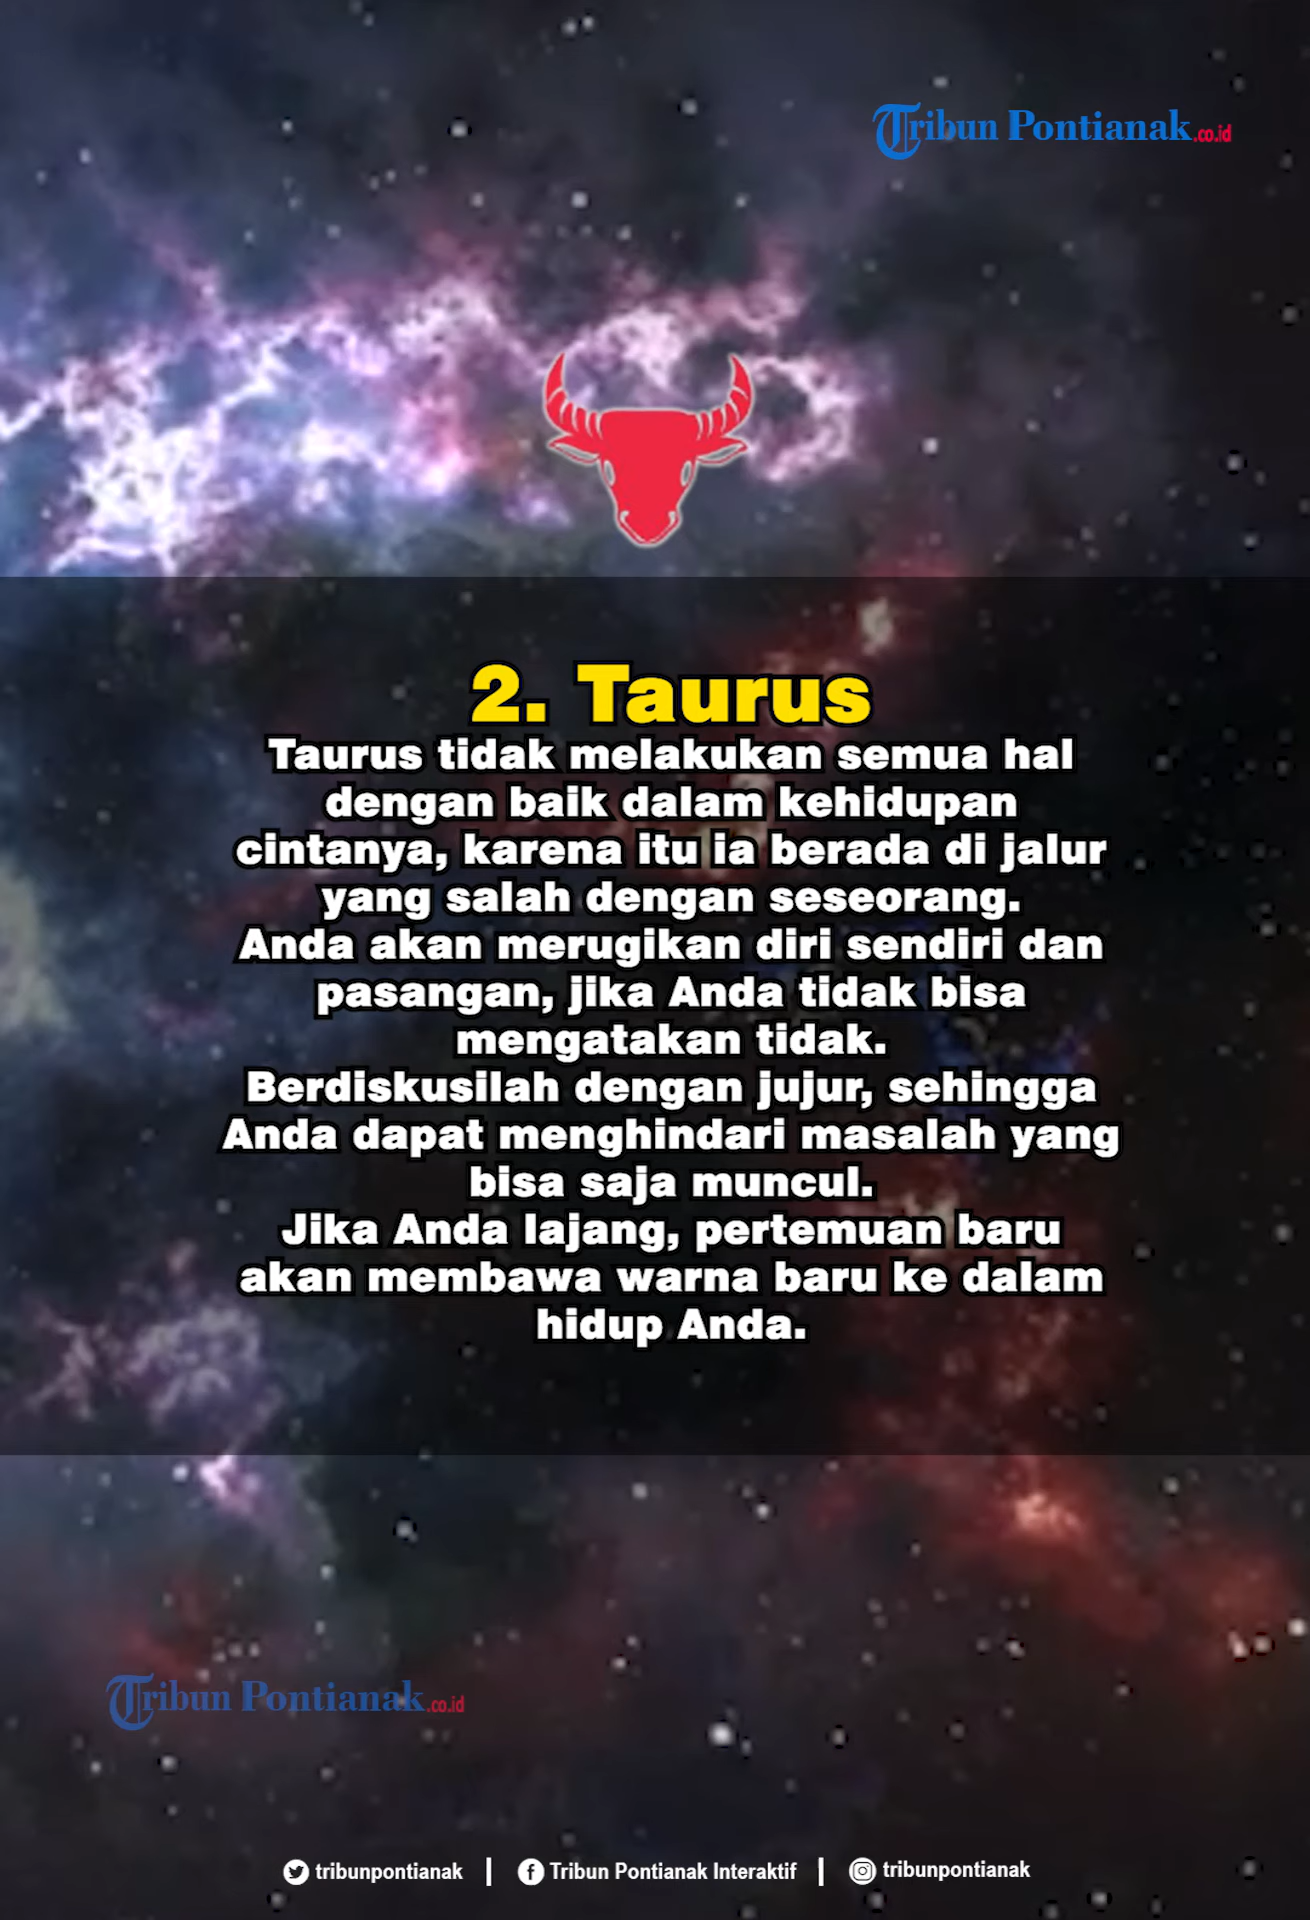 Tribun Pontianak.co.id
2. Taurus
Taurus tidak melakukan semua hal
dengan baik dalam kehidupan
cintanya, karena itu ia berada di jalur
yang salah dengan seseorang.
Anda akan merugikan diri sendiri dan
pasangan, jika Anda tidak bisa
mengatakan tidak.
Berdiskusilah dengan jujur, sehingga
Anda dapat menghindari masalah yang
bisa saja muncul.
Jika Anda lajang, pertemuan baru
akan membawa warna baru ke dalam
hidup Anda.
Tribun Pontianak.co.id
tribunpontianak | Tribun Pontianak Interaktif | tribunpontianak